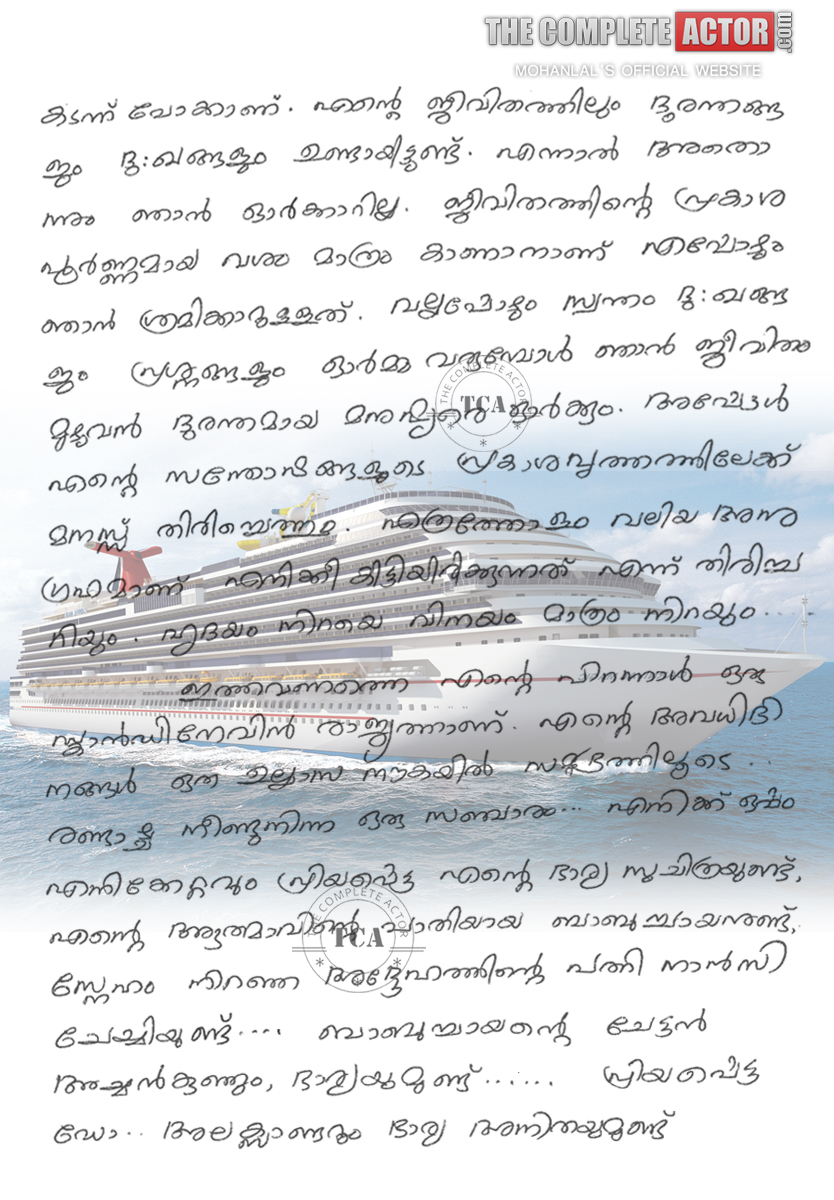 THE COMPLETE ACTOR .com
MOHANLAL'S OFFICIAL WEBSITE
കടന്ന് പോക്കാണ്. എന്റെ ജീവിതത്തിലും ദുരന്തങ്ങ
ളും ദു:ഖങ്ങളും ഉണ്ടായിട്ടുണ്ട്. എന്നാൽ അതൊ
ന്നും ഞാൻ ഓർക്കാറില്ല. ജീവിതത്തിന്റെ പ്രകാശ
പൂർണ്ണമായ വശം മാത്രം കാണാനാണ് എപ്പോഴും
ഞാൻ ശ്രമിക്കാറുള്ളത്. വല്ലപ്പോഴും സ്വന്തം ദു:ഖങ്ങ
ളും പ്രശ്നങ്ങളും ഓർമ്മ വരുമ്പോൾ ഞാൻ ജീവിതം
മുഴുവൻ ദുരന്തമായ മനുഷ്യരെ ഓർക്കും. അപ്പോൾ
എന്റെ സന്തോഷങ്ങളുടെ പ്രകാശവൃത്തത്തിലേക്ക്
മനസ്സ് തിരിച്ചെത്തും. എത്രത്തോളം വലിയ അനു
ഗ്രഹമാണ് എനിക്ക് കിട്ടിയിരിക്കുന്നത് എന്ന് തിരിച്ച
റിയും. ഹൃദയം നിറയെ വിനയം മാത്രം നിറയും....
ഇത്തവണത്തെ എന്റെ പിറന്നാൾ ഒരു
സ്കാൻഡിനേവിൻ രാജ്യത്താണ്. എന്റെ അവധിദി
നങ്ങൾ ഒരു ഉല്ലാസ നൗകയിൽ സമുദ്രത്തിലൂടെ..
രണ്ടാഴ്ച നീണ്ടുനിന്ന ഒരു സഞ്ചാരം... എനിക്ക് ഒപ്പം
എനിക്കേറ്റവും പ്രിയപ്പെട്ട എന്റെ ഭാര്യ സുചിത്രയുണ്ട്,
എന്റെ ആത്മാവിന്റെ പാതിയായ ബാബുച്ചായനുണ്ട്,
സ്നേഹം നിറഞ്ഞ അദ്ദേഹത്തിന്റെ പത്നി നാൻസി
ചേച്ചിയുണ്ട്.... ബാബുച്ചായന്റെ ചേട്ടൻ
അച്ചൻകുഞ്ഞും, ഭാര്യയുമുണ്ട്...... പ്രിയപ്പെട്ട
ഡോ.. അലക്സാണ്ടറും ഭാര്യ അനിതയുമുണ്ട്
THE COMPLETE ACTOR
TCA
THE COMPLETE ACTOR
TCA